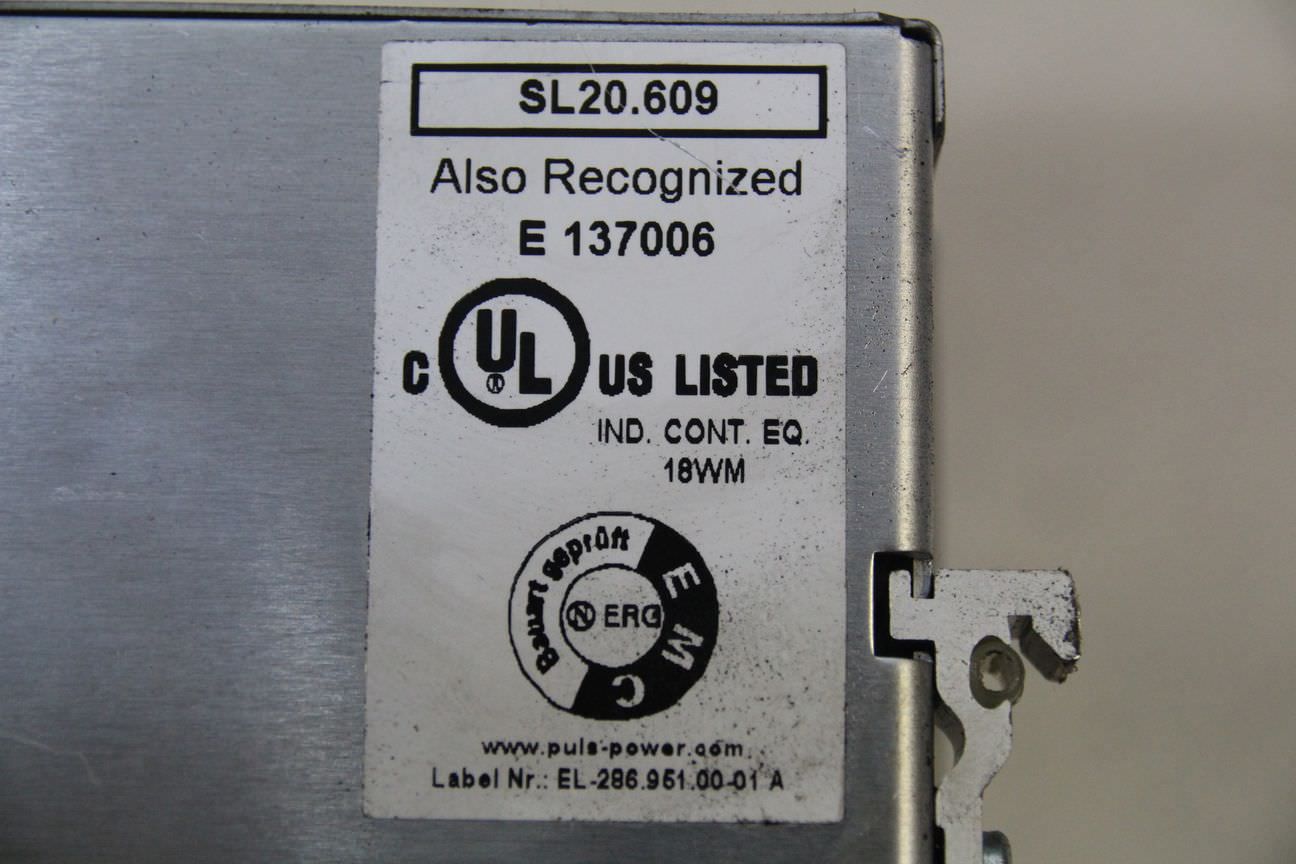 SL20.609
Also Recognized
E 137006
C UL® US LISTED
IND. CONT. EQ.
18WM
Bauart geprüft
EMC
N ERG
www.puls-power.com
Label Nr.: EL-286.951.00-01 A